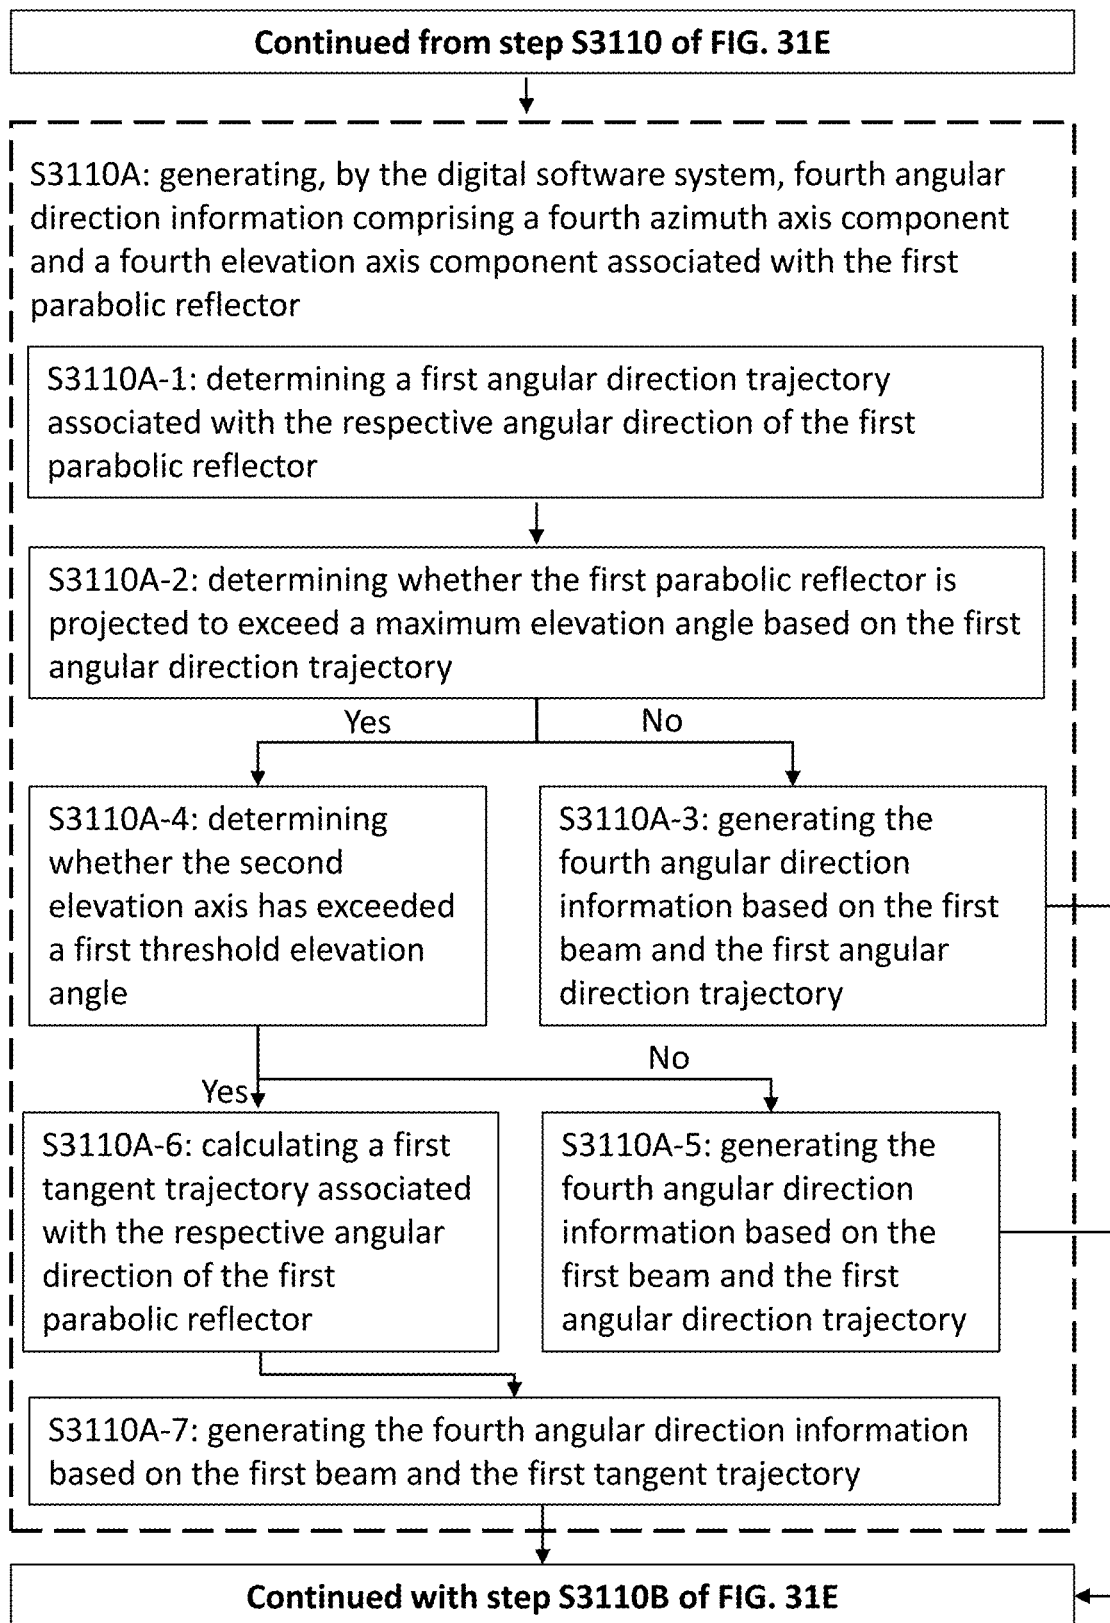 Continued from step S3110 of FIG. 31E
S3110A: generating, by the digital software system, fourth angular
direction information comprising a fourth azimuth axis component
and a fourth elevation axis component associated with the first
parabolic reflector
S3110A-1: determining a first angular direction trajectory
associated with the respective angular direction of the first
parabolic reflector
S3110A-2: determining whether the first parabolic reflector is
projected to exceed a maximum elevation angle based on the first
angular direction trajectory
Yes
No
S3110A-4: determining
whether the second
elevation axis has exceeded
a first threshold elevation
angle
S3110A-3: generating the
fourth angular direction
information based on the first
beam and the first angular
direction trajectory
No
Yes
S3110A-6: calculating a first
tangent trajectory associated
with the respective angular
direction of the first
parabolic reflector
S3110A-5: generating the
fourth angular direction
information based on the
first beam and the first
angular direction trajectory
S3110A-7: generating the fourth angular direction information
based on the first beam and the first tangent trajectory
Continued with step S3110B of FIG. 31E